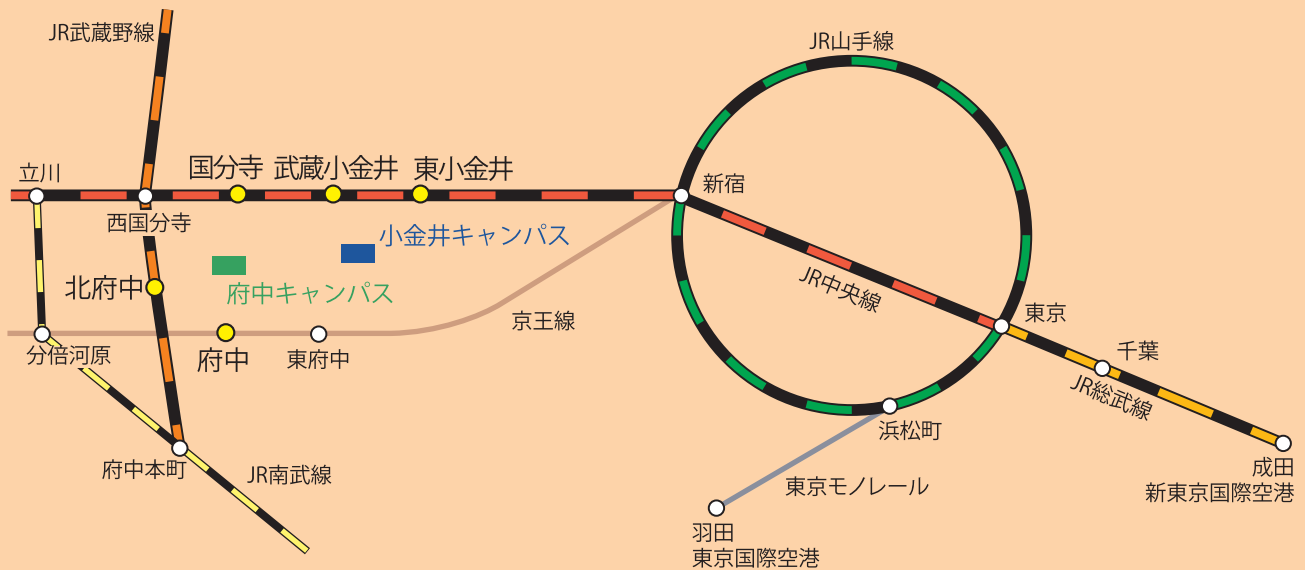 JR武蔵野線
JR山手線
立川
国分寺
武蔵小金井
東小金井
新宿
西国分寺
小金井キャンパス
北府中
府中キャンパス
JR中央線
京王線
東京
分倍河原
府中
東府中
千葉
JR総武線
浜松町
府中本町
JR南武線
東京モノレール
成田
新東京国際空港
羽田
東京国際空港